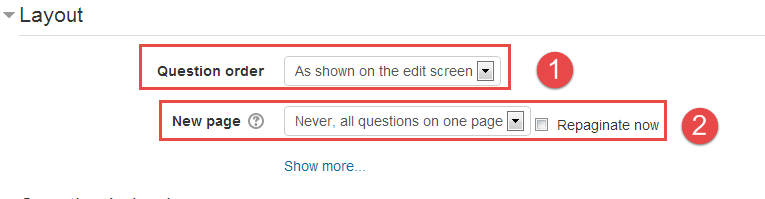 Layout
Question order As shown on the edit screen 1
New page Never, all questions on one page Repaginate now 2
Show more...